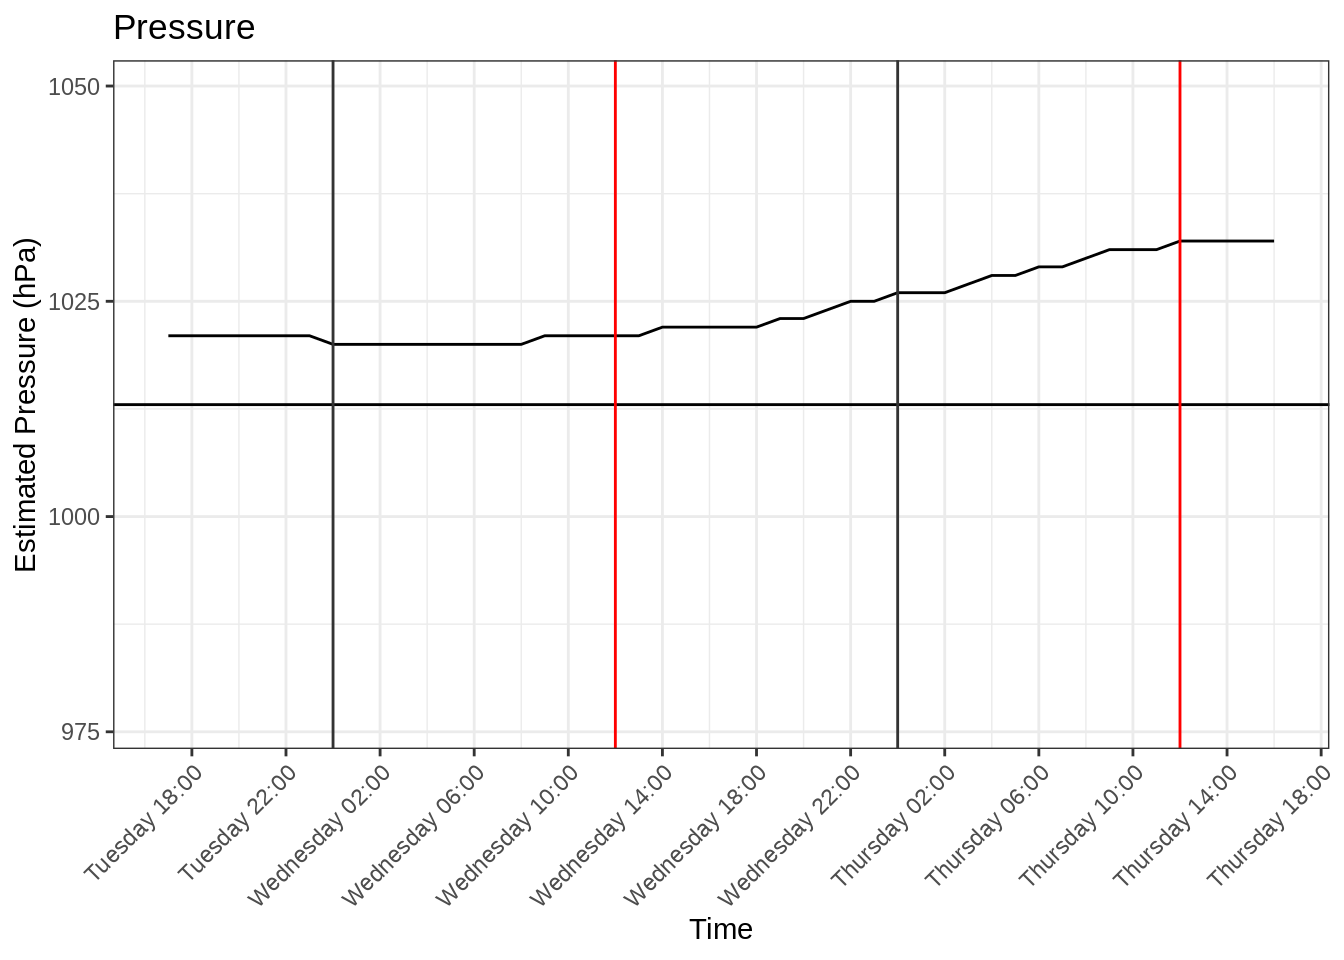 Pressure
Estimated Pressure (hPa)
1050
1025
1000
975
Tuesday 18:00
Tuesday 22:00
Wednesday 02:00
Wednesday 06:00
Wednesday 10:00
Wednesday 14:00
Wednesday 18:00
Wednesday 22:00
Thursday 02:00
Thursday 06:00
Thursday 10:00
Thursday 14:00
Thursday 18:00
Time